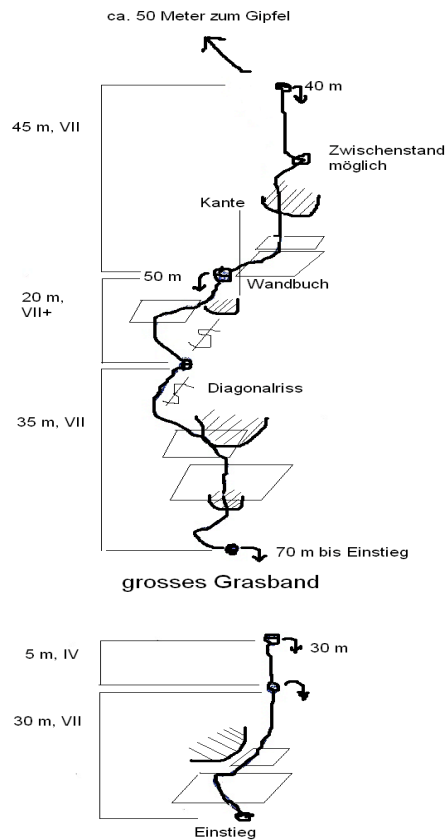 ca. 50 Meter zum Gipfel
40 m
45 m, VII
Zwischenstand
möglich
Kante
50 m
Wandbuch
20 m,
VII+
Diagonalriss
35 m, VII
70 m bis Einstieg
grosses Grasband
5 m, IV
30 m
30 m, VII
Einstieg